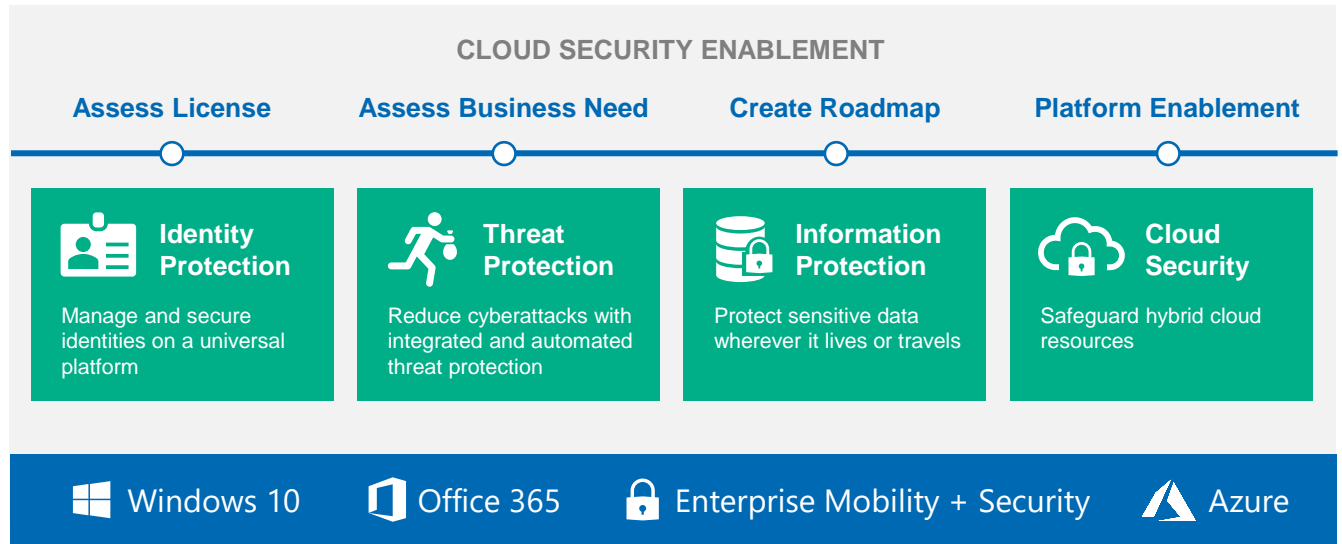 CLOUD SECURITY ENABLEMENT
Assess License
Assess Business Need
Create Roadmap
Platform Enablement
Identity
Protection
Manage and secure
identities on a universal
platform
Threat
Protection
Reduce cyberattacks with
integrated and automated
threat protection
Information
Protection
Protect sensitive data
wherever it lives or travels
Cloud
Security
Safeguard hybrid cloud
resources
Windows 10
Office 365
Enterprise Mobility + Security
Azure